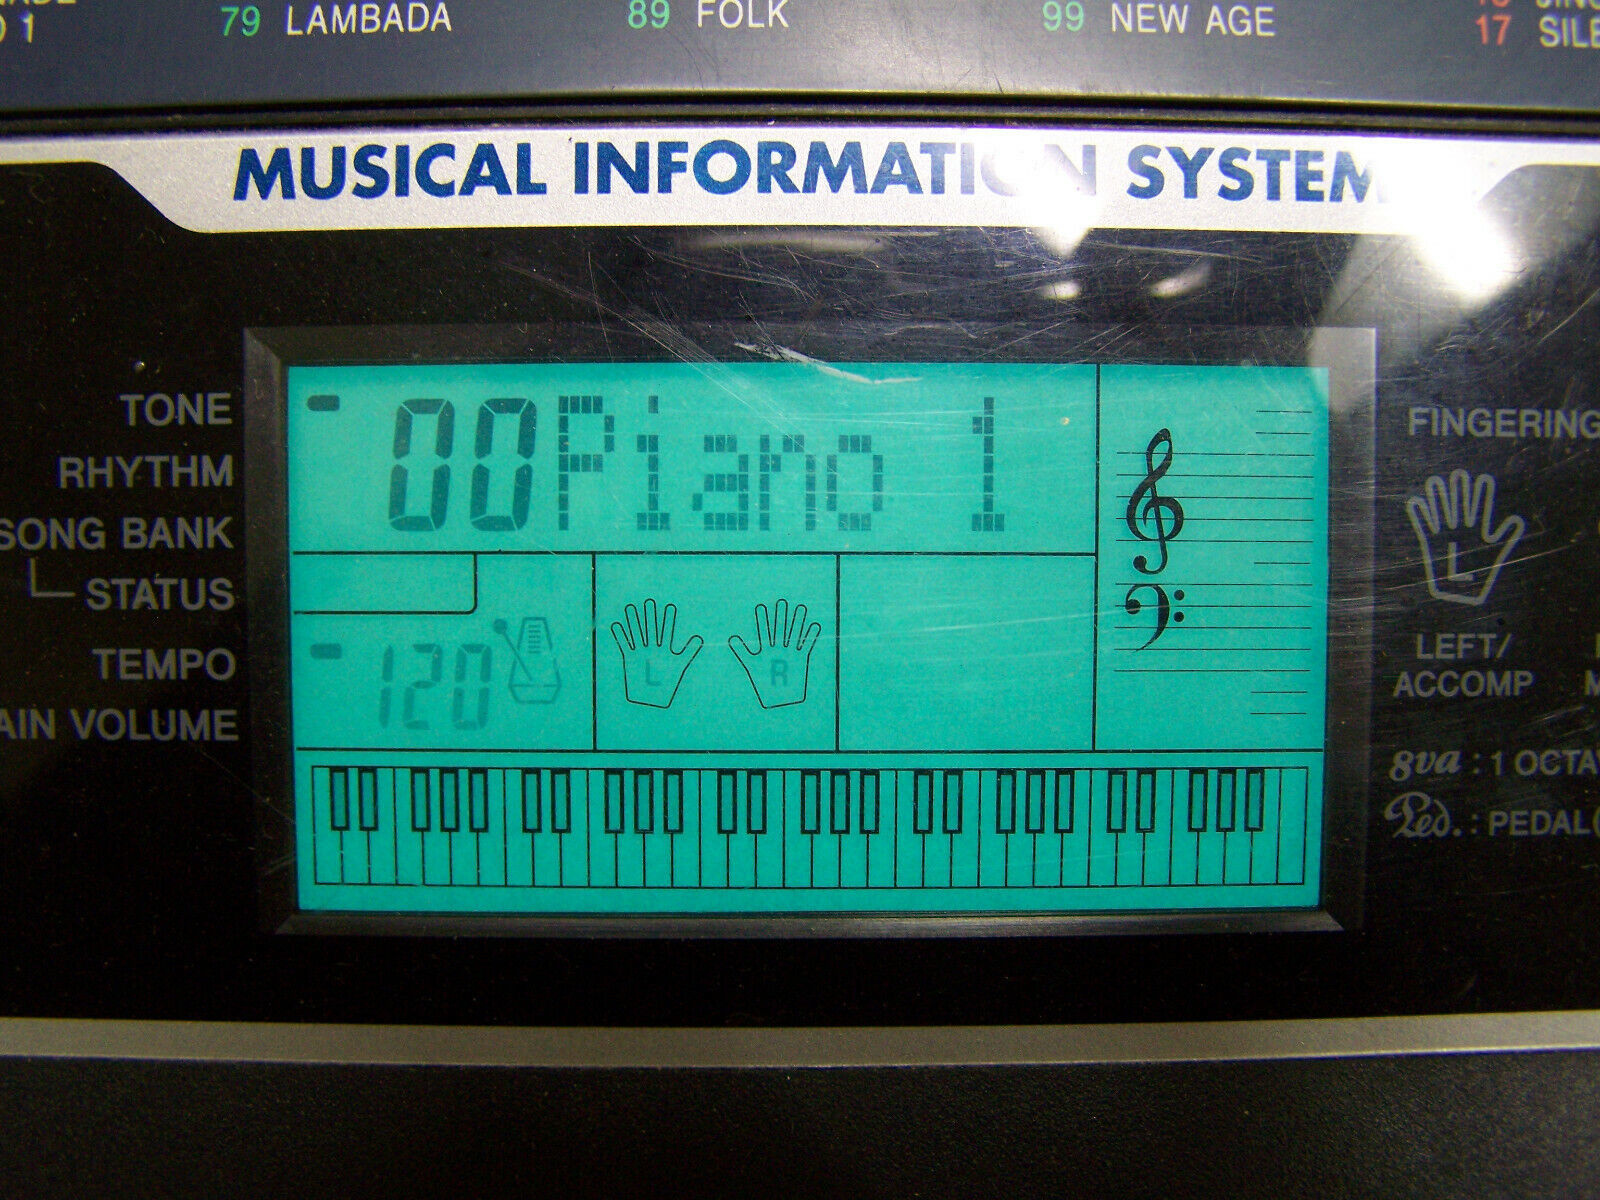 79 LAMBADA
89 FOLK
99 NEW AGE
17
MUSICAL INFORMATION SYSTEM
TONE
RHYTHM
SONG BANK
STATUS
TEMPO
VOLUME
00 Piano 1
120
L R
FINGERING
L
LEFT/
ACCOMP
8va : 1
Ped. : PEDAL